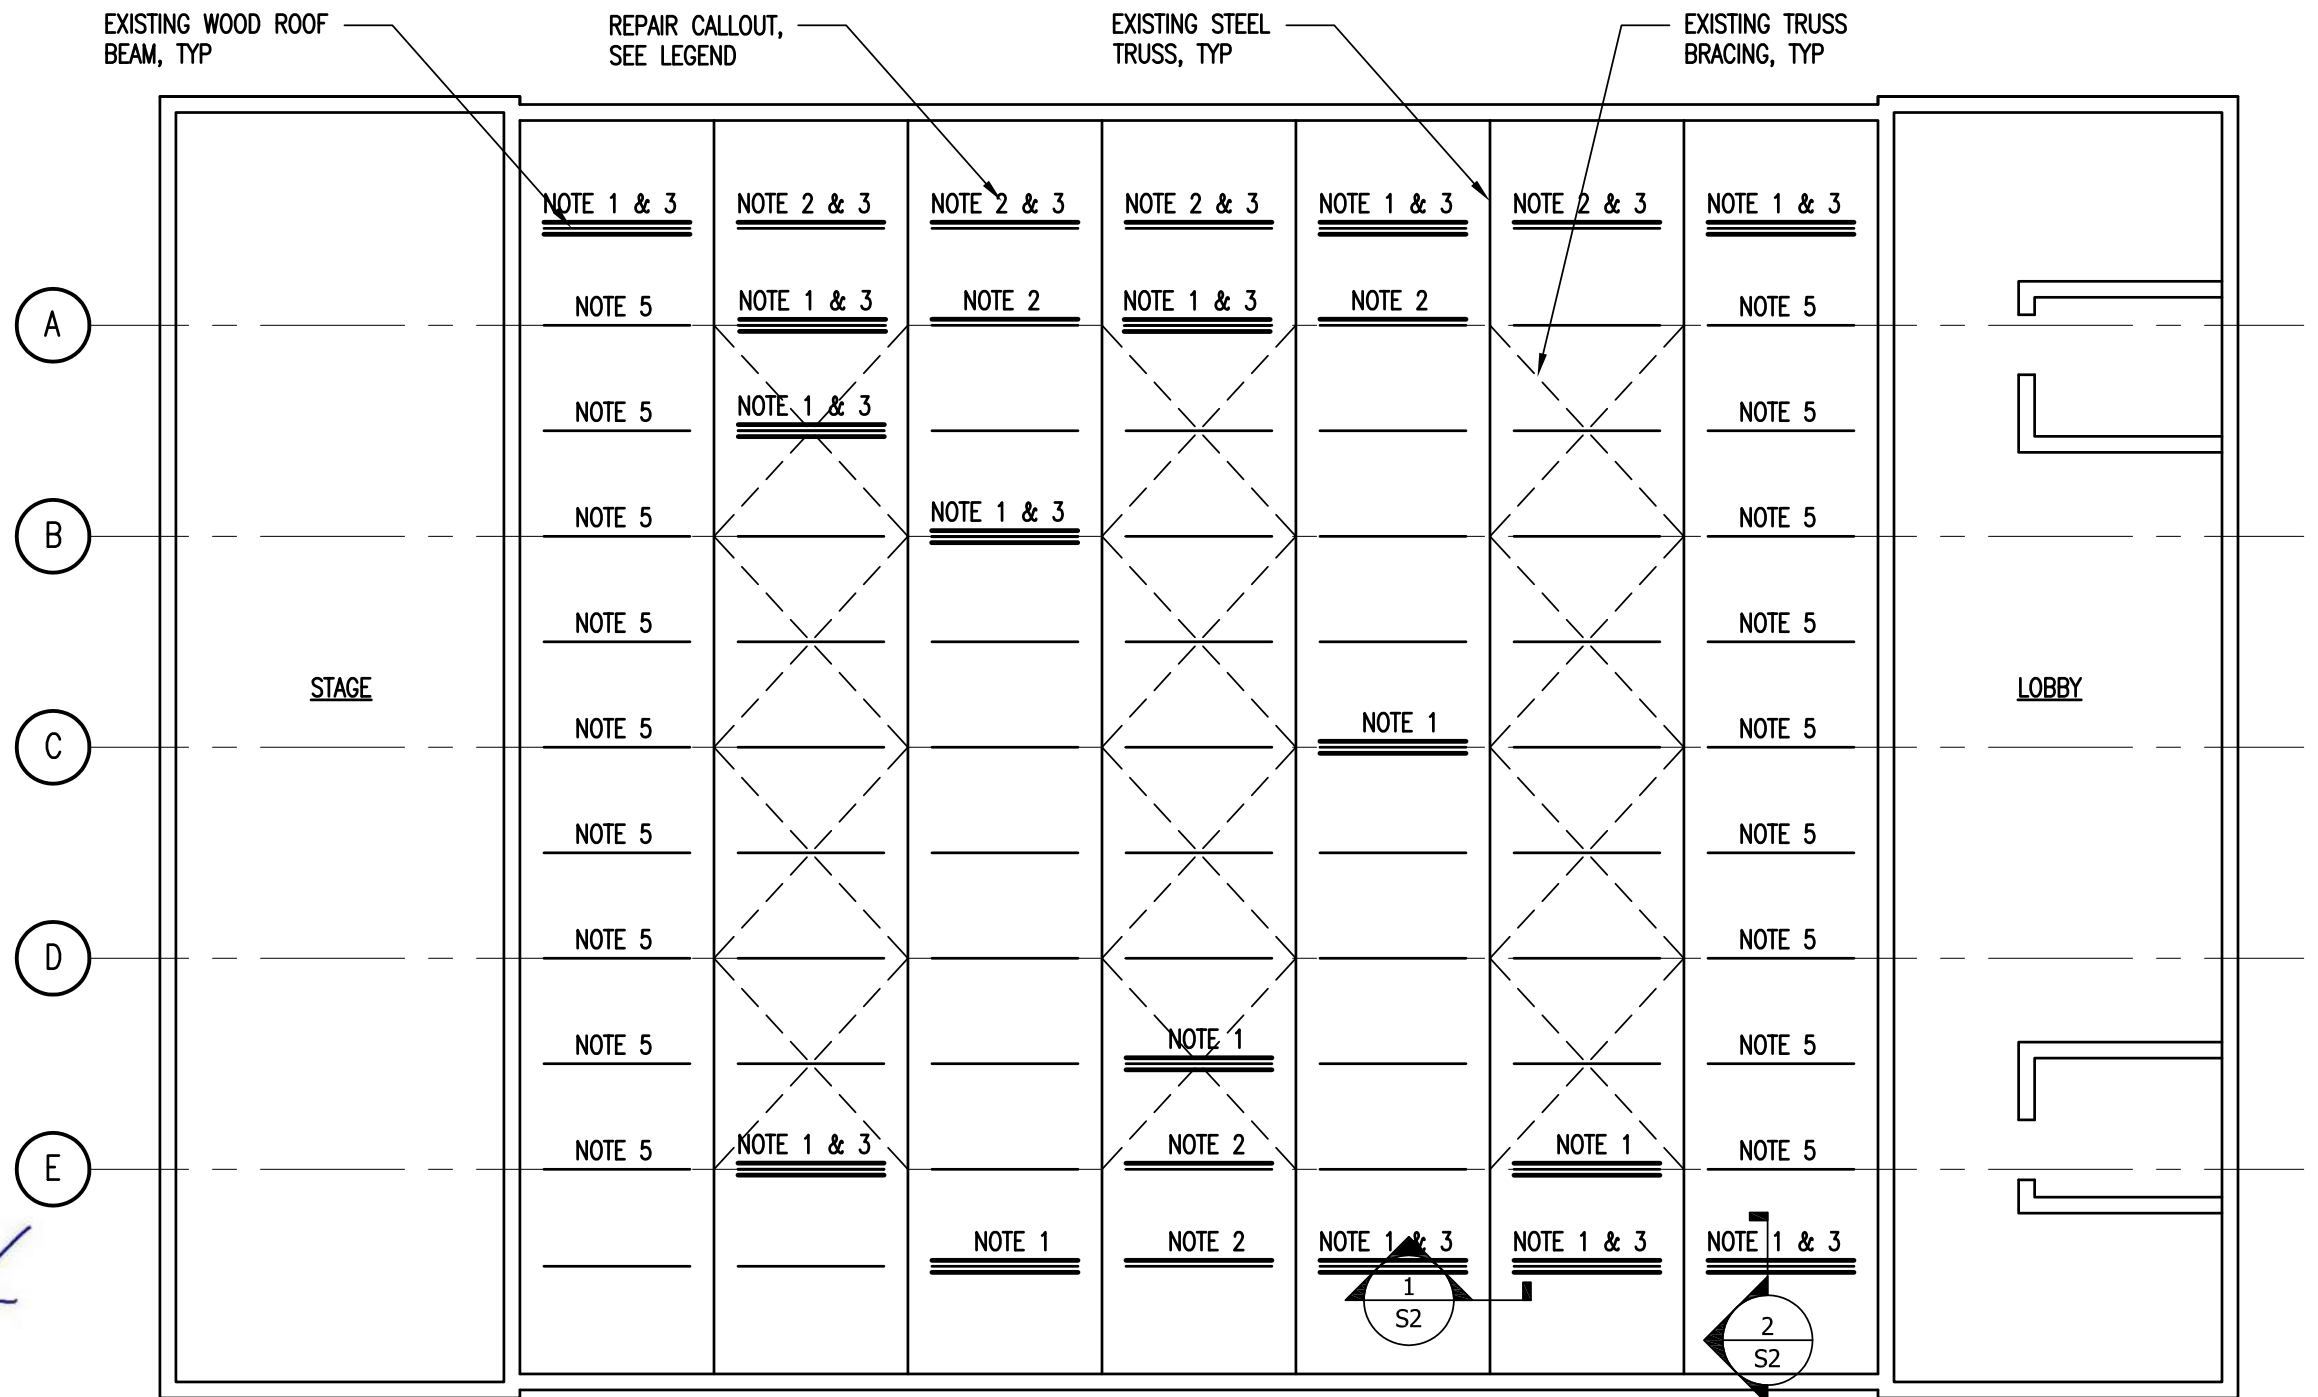 EXISTING WOOD ROOF
BEAM, TYP
REPAIR CALLOUT,
SEE LEGEND
EXISTING STEEL
TRUSS, TYP
EXISTING TRUSS
BRACING, TYP
NOTE 1 & 3 NOTE 2 & 3 NOTE 2 & 3 NOTE 2 & 3 NOTE 1 & 3 NOTE 2 & 3 NOTE 1 & 3
A NOTE 5 NOTE 1 & 3 NOTE 2 NOTE 1 & 3 NOTE 2 NOTE 5
NOTE 5 NOTE 1 & 3 NOTE 5
B NOTE 5 NOTE 1 & 3 NOTE 5
NOTE 5 NOTE 5
STAGE LOBBY
C NOTE 5 NOTE 1 NOTE 5
NOTE 5 NOTE 5
D NOTE 5 NOTE 5
NOTE 5 NOTE 1 NOTE 5
E NOTE 5 NOTE 1 & 3 NOTE 2 NOTE 1 NOTE 5
NOTE 1 NOTE 2 NOTE 1 & 3 NOTE 1 & 3 NOTE 1 & 3
1
S2
2
S2